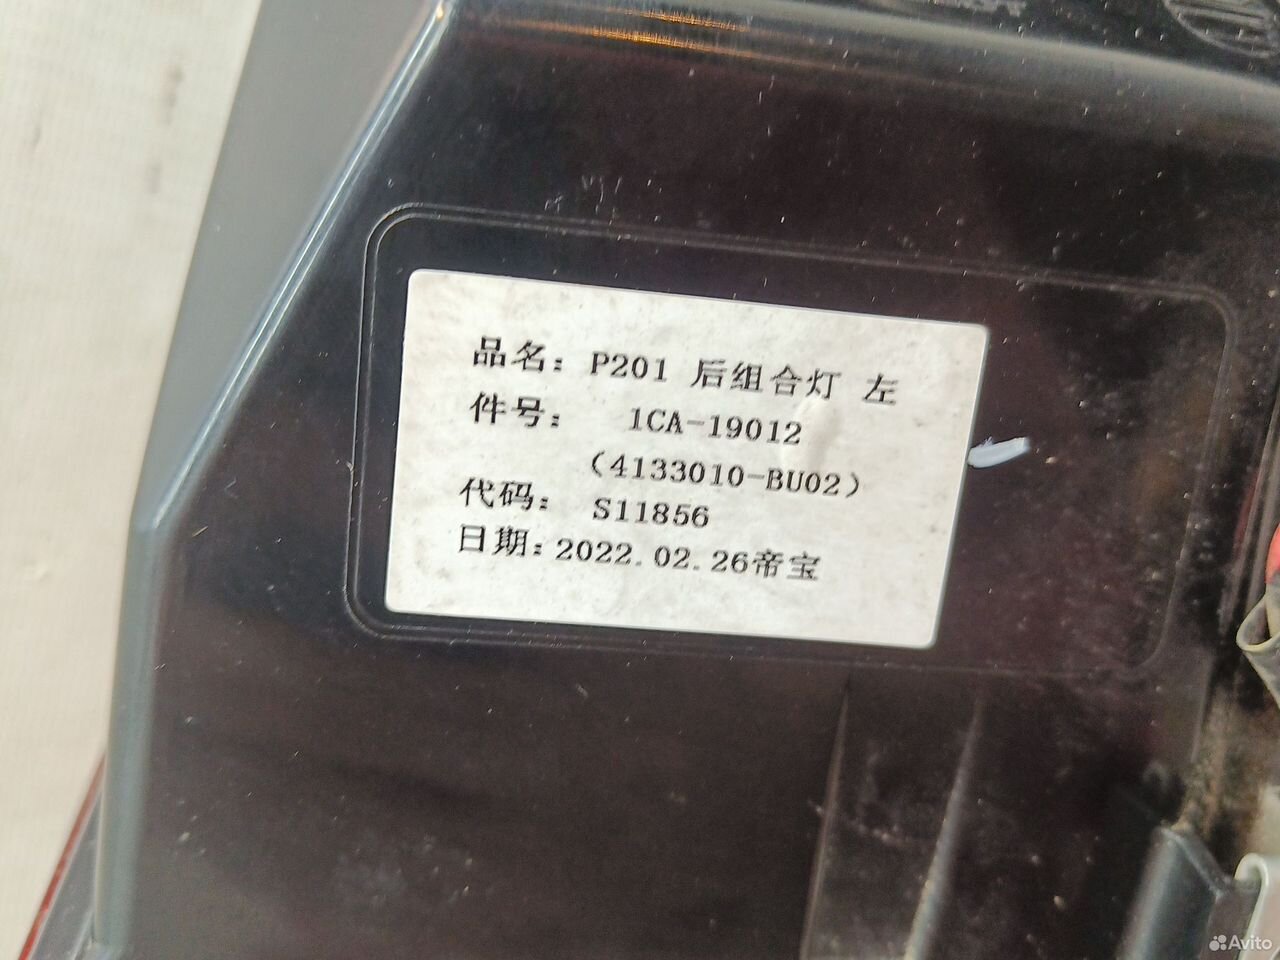 品名: P201 后组合灯 左
件号: 1CA-19012
(4133010-BU02)
代码: S11856
日期: 2022.02.26帝宝
Avito